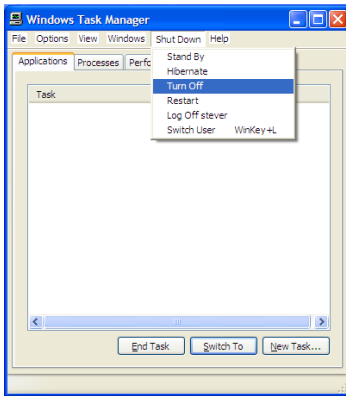 Windows Task Manager
File Options View Windows Shut Down Help
Applications Processes
Stand By
Hibernate
Turn Off
Restart
Log Off stever
Switch User WinKey+L
Task
End Task Switch To New Task...